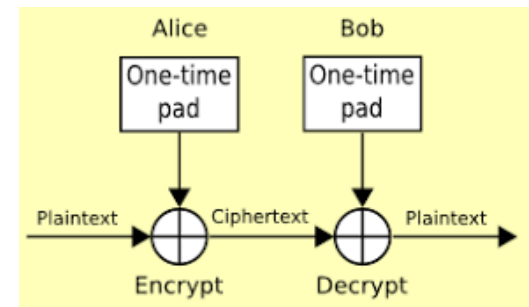 Alice
Bob
One-time
pad
One-time
pad
Plaintext
Ciphertext
Plaintext
Encrypt
Decrypt